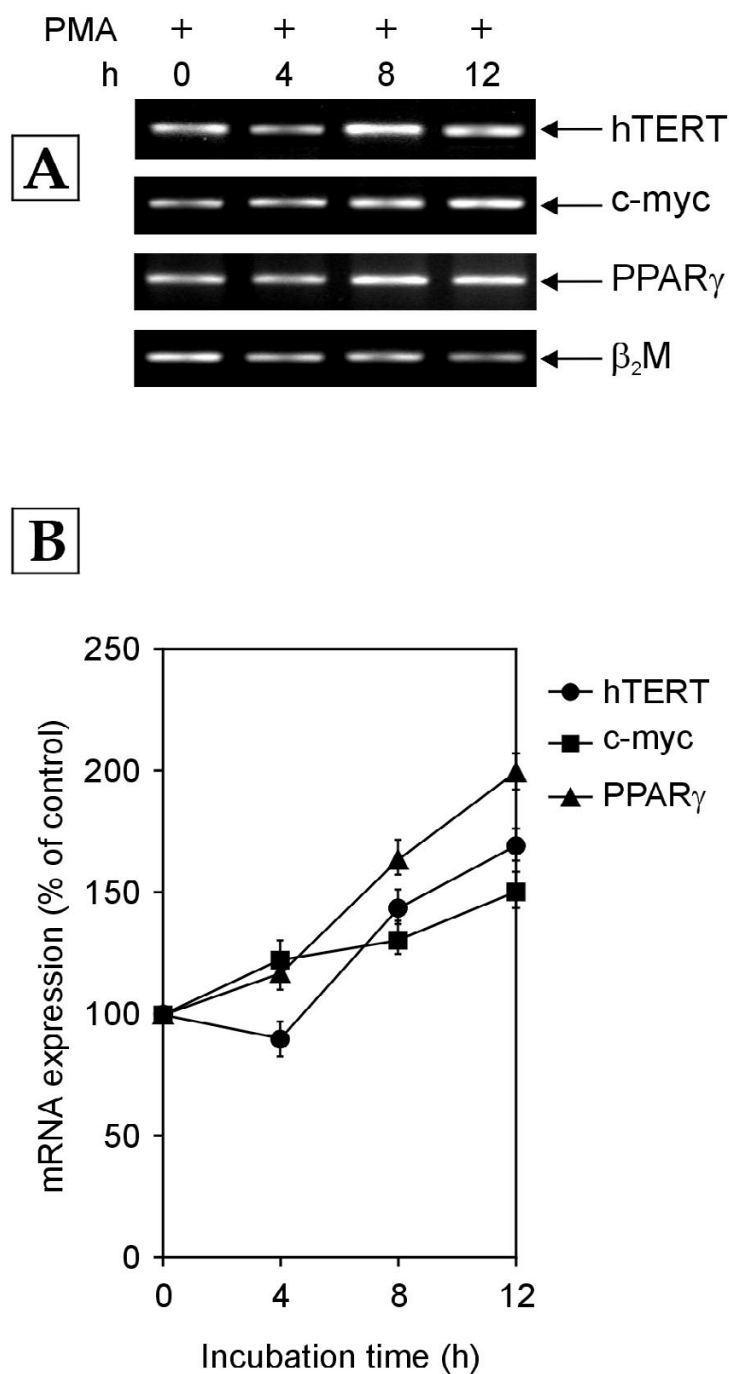 PMA + + + +
h 0 4 8 12
A
hTERT
c-myc
PPARγ
β₂M
B
250
200
150
100
50
0
0 4 8 12
mRNA expression (% of control)
Incubation time (h)
hTERT
c-myc
PPARγ